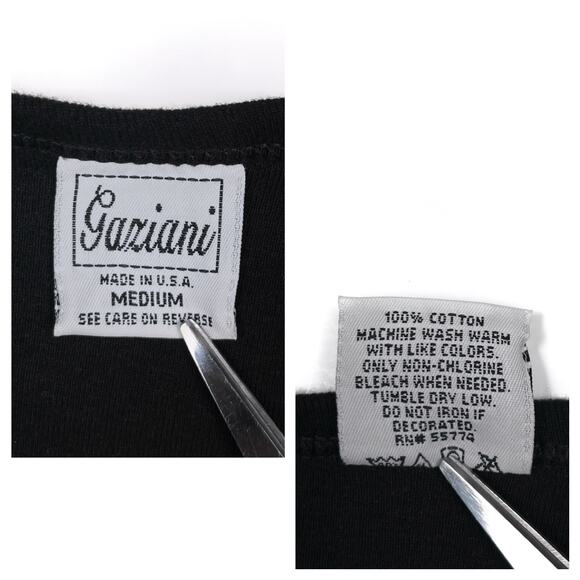 Gaziani
MADE IN U.S.A.
MEDIUM
SEE CARE ON REVERSE
100% COTTON
MACHINE WASH WARM
WITH LIKE COLORS.
ONLY NON-CHLORINE
BLEACH WHEN NEEDED.
TUMBLE DRY LOW.
DO NOT IRON IF
DECORATED.
RN# 55774